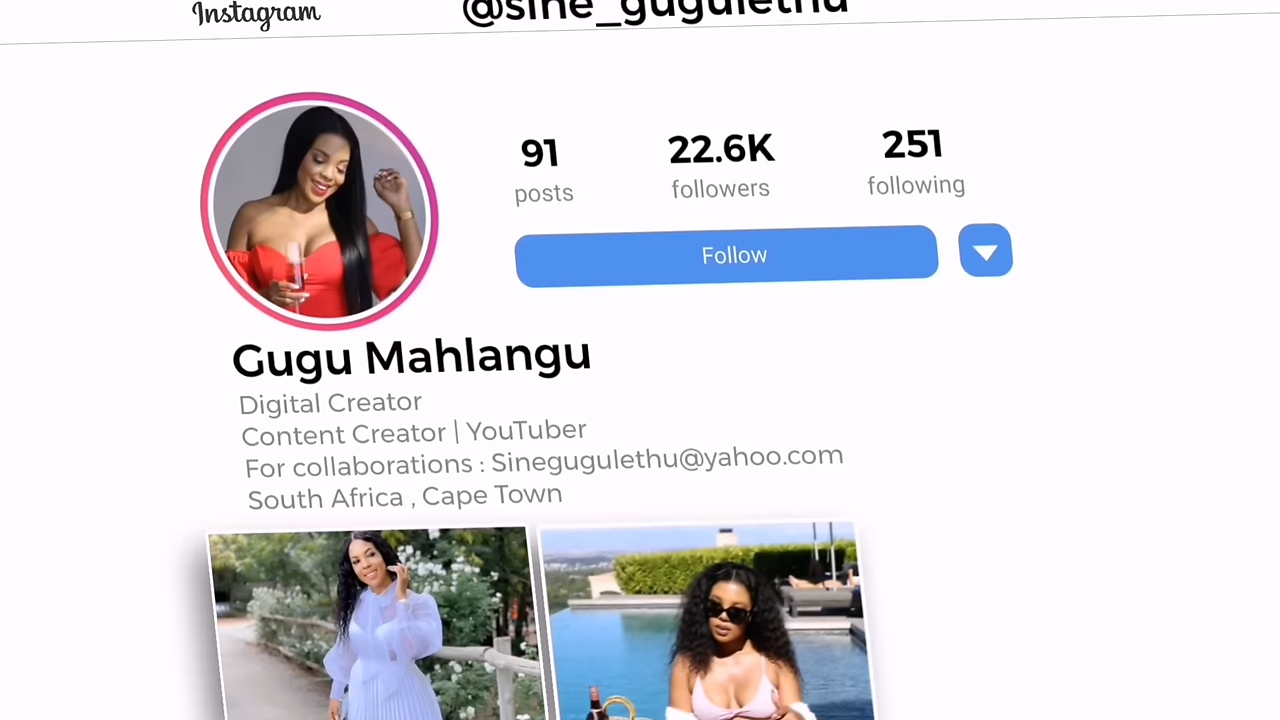 Instagram
@sine_gugulethu
91
22.6K
251
posts
followers
following
Follow
Gugu Mahlangu
Digital Creator
Content Creator | YouTuber
For collaborations : Sinegugulethu@yahoo.com
South Africa , Cape Town